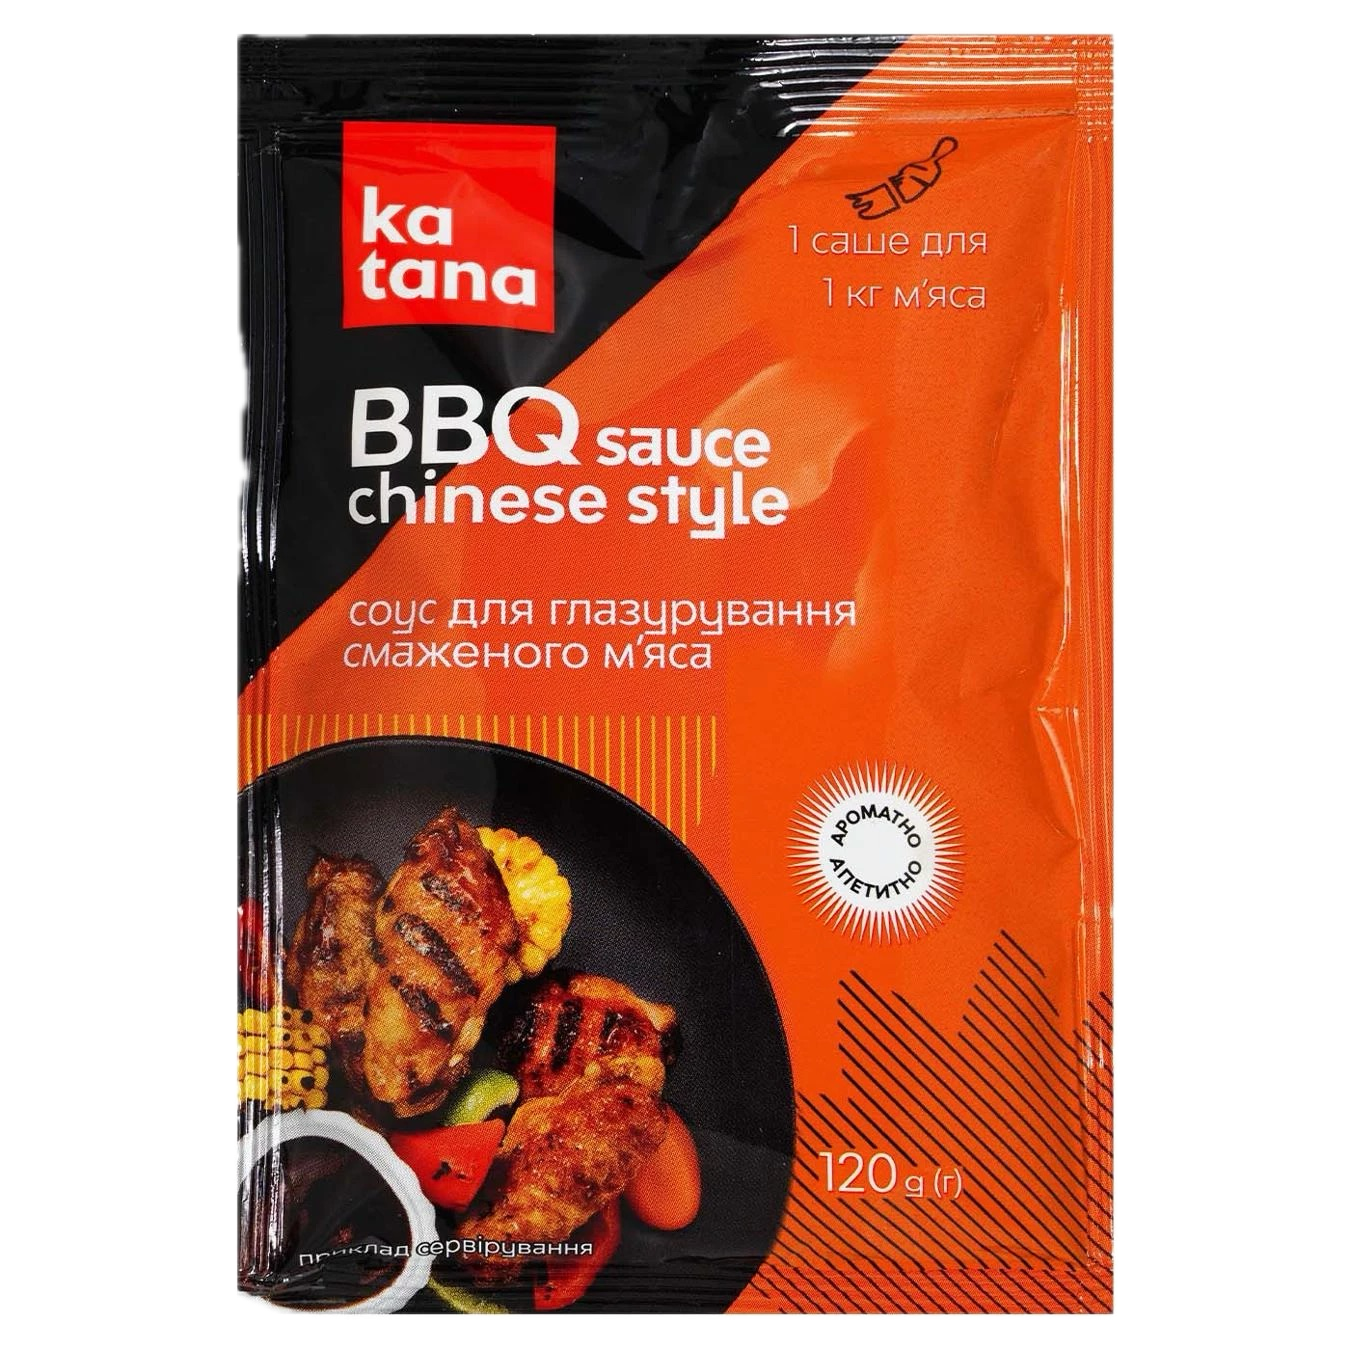 ka
tana
1 саше для
1 кг м'яса
BBQ sauce
chinese style
соус для глазурування
смаженого м'яса
АРОМАТНО
АПЕТИТНО
120 g (г)
приклад сервірування